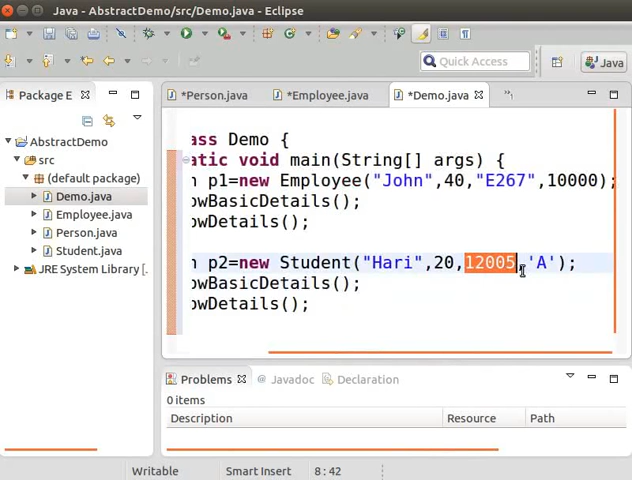 Java - AbstractDemo/src/Demo.java - Eclipse
Quick Access
Java
Package E
*Person.java
*Employee.java
*Demo.java
AbstractDemo
src
(default package)
Demo.java
Employee.java
Person.java
Student.java
JRE System Library [
ass Demo {
atic void main(String[] args) {
n p1=new Employee("John",40,"E267",10000);
owBasicDetails();
owDetails();
n p2=new Student("Hari",20,12005,'A');
owBasicDetails();
owDetails();
Problems
Javadoc
Declaration
0 items
Description Resource Path
Writable Smart Insert 8 : 42